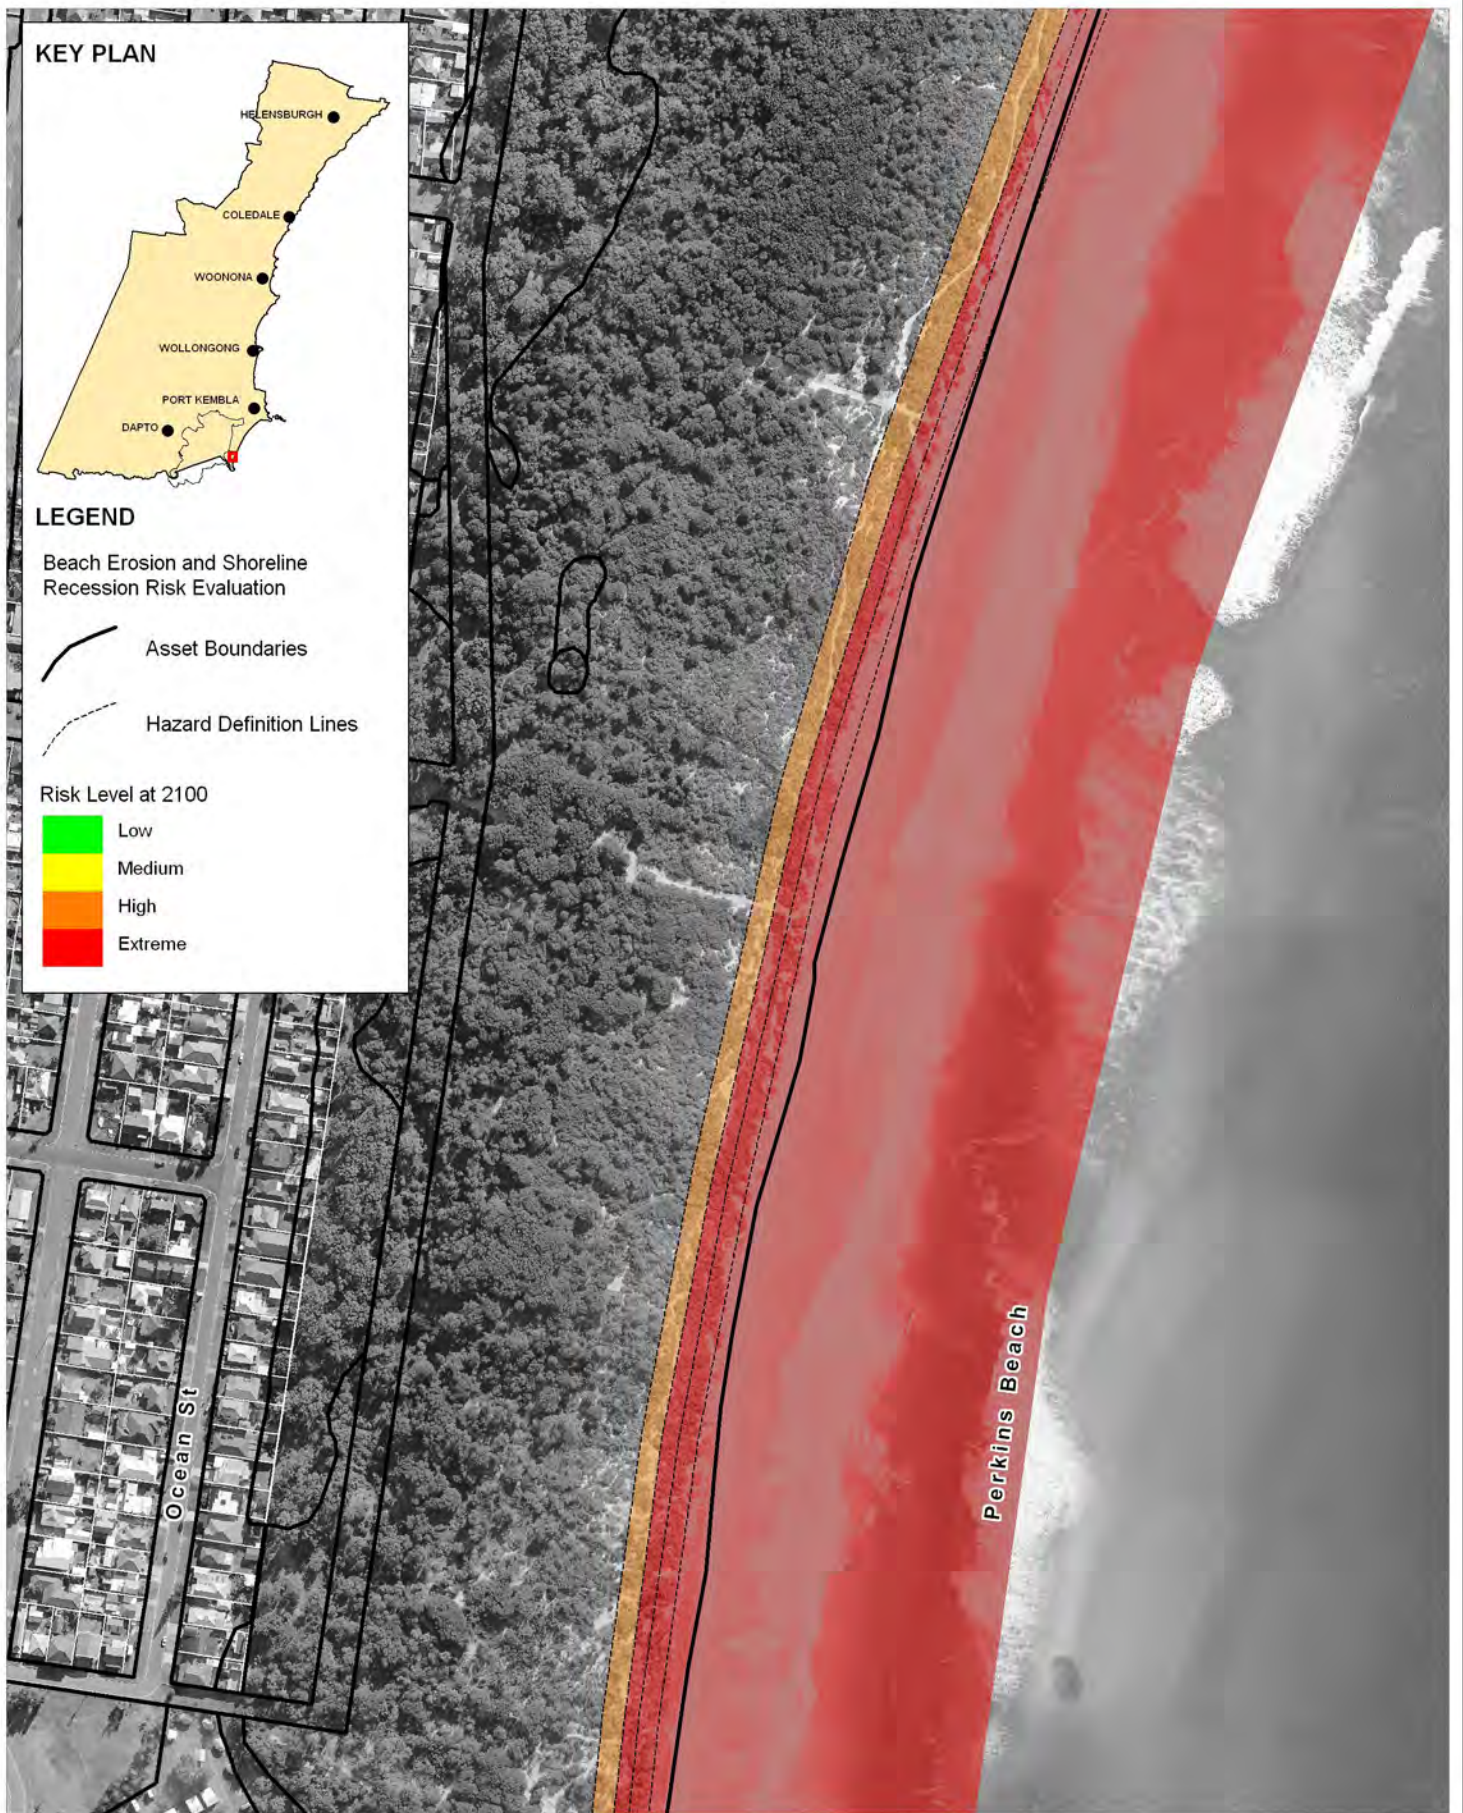 KEY PLAN
HELENSBURGH
COLEDALE
WOONONA
WOLLONGONG
PORT KEMBLA
DAPTO
LEGEND
Beach Erosion and Shoreline
Recession Risk Evaluation
Asset Boundaries
Hazard Definition Lines
Risk Level at 2100
Low
Medium
High
Extreme
Ocean St
Perkins Beach